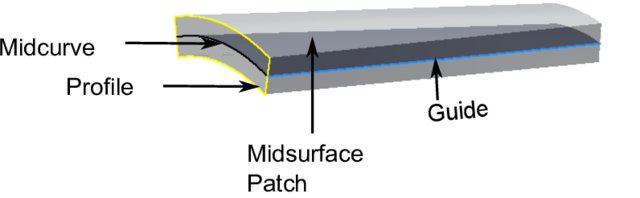 Midcurve
Profile
Guide
Midsurface
Patch